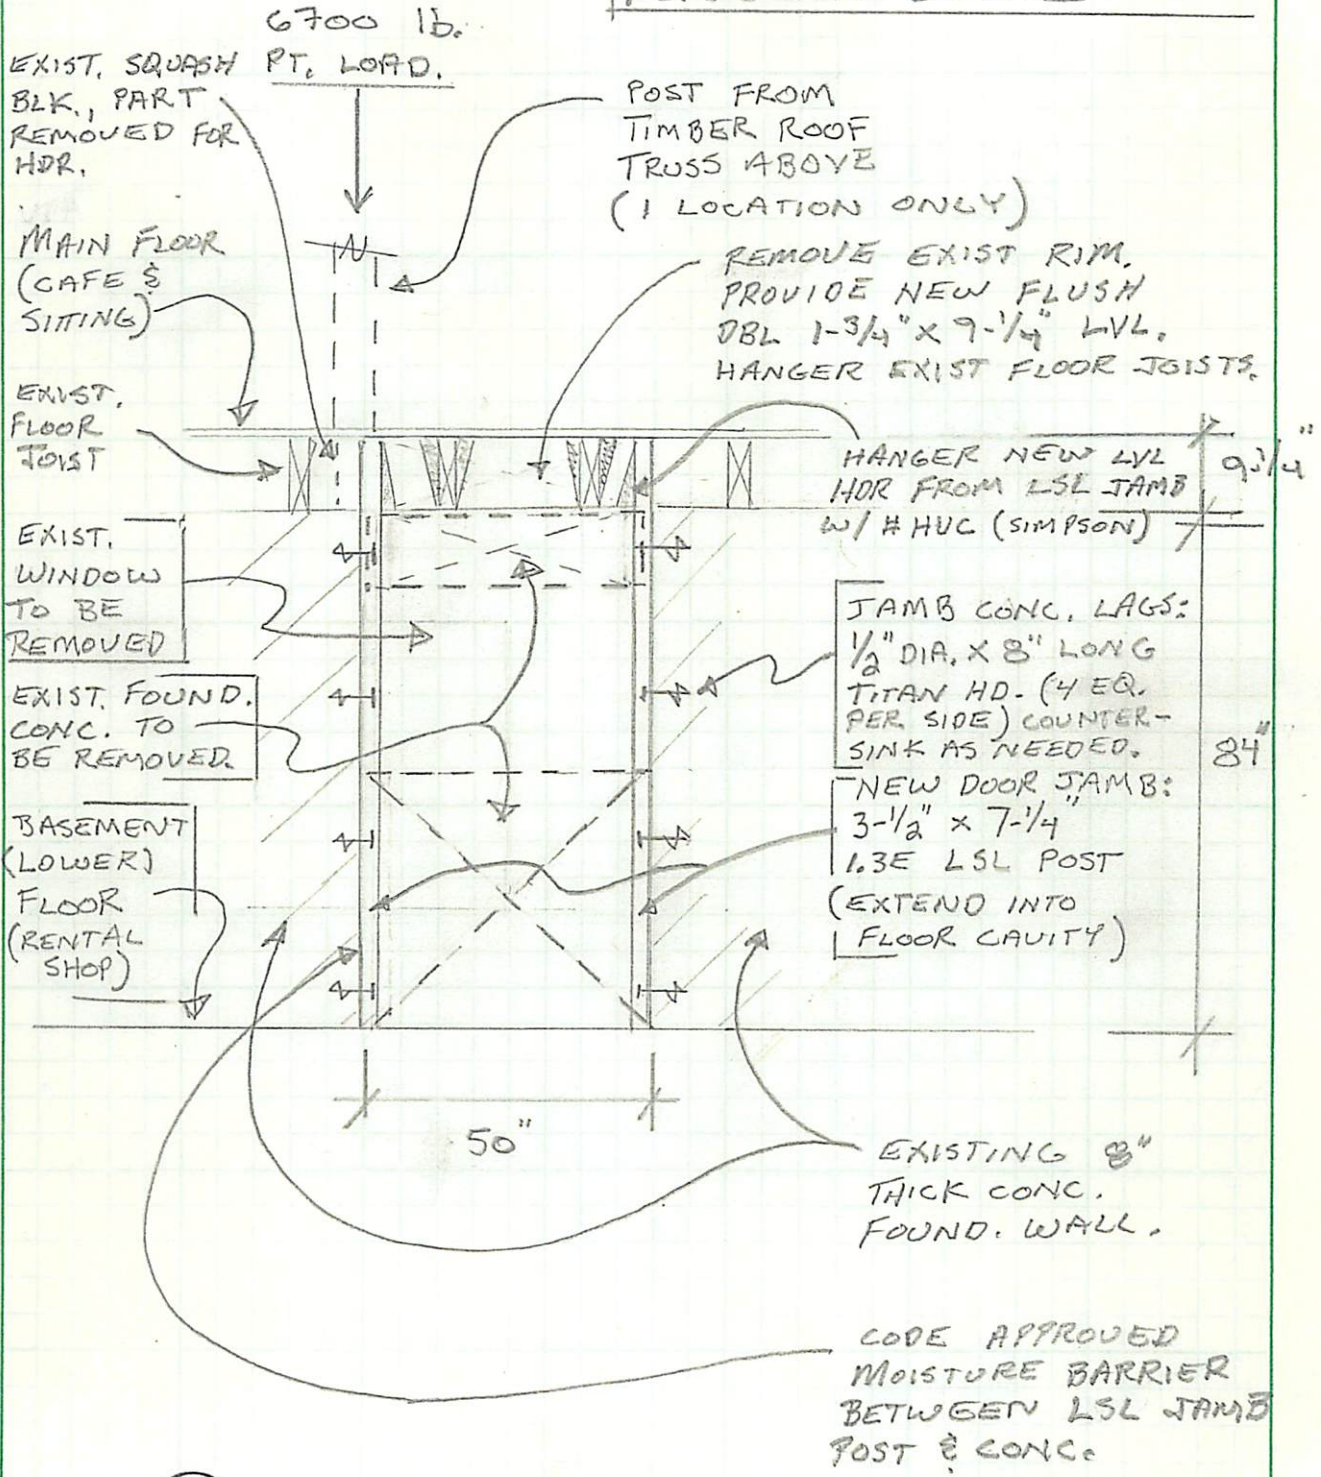 6700 lb.
PT. LOAD.
EXIST. SQUASH
BLK., PART
REMOVED FOR
HDR.
POST FROM
TIMBER ROOF
TRUSS ABOVE
(1 LOCATION ONLY)
MAIN FLOOR
(CAFE &
SITTING)
REMOVE EXIST RIM.
PROVIDE NEW FLUSH
DBL 1-3/4" X 9-1/4" LVL.
HANGER EXIST FLOOR JOISTS.
EXIST.
FLOOR
JOIST
HANGER NEW LVL
HDR FROM LSL JAMB
W/ # HUC (SIMPSON)
9 1/4"
EXIST.
WINDOW
TO BE
REMOVED
JAMB CONC. LAGS:
1/2" DIA. X 8" LONG
TITAN HD. (4 EQ.
PER SIDE) COUNTER-
SINK AS NEEDED.
84"
EXIST. FOUND.
CONC. TO
BE REMOVED.
NEW DOOR JAMB:
3-1/2" X 7-1/4"
1.3E LSL POST
(EXTEND INTO
FLOOR CAVITY)
BASEMENT
(LOWER)
FLOOR
(RENTAL
SHOP)
50"
EXISTING 8"
THICK CONC.
FOUND. WALL.
CODE APPROVED
MOISTURE BARRIER
BETWEEN LSL JAMB
POST & CONC.